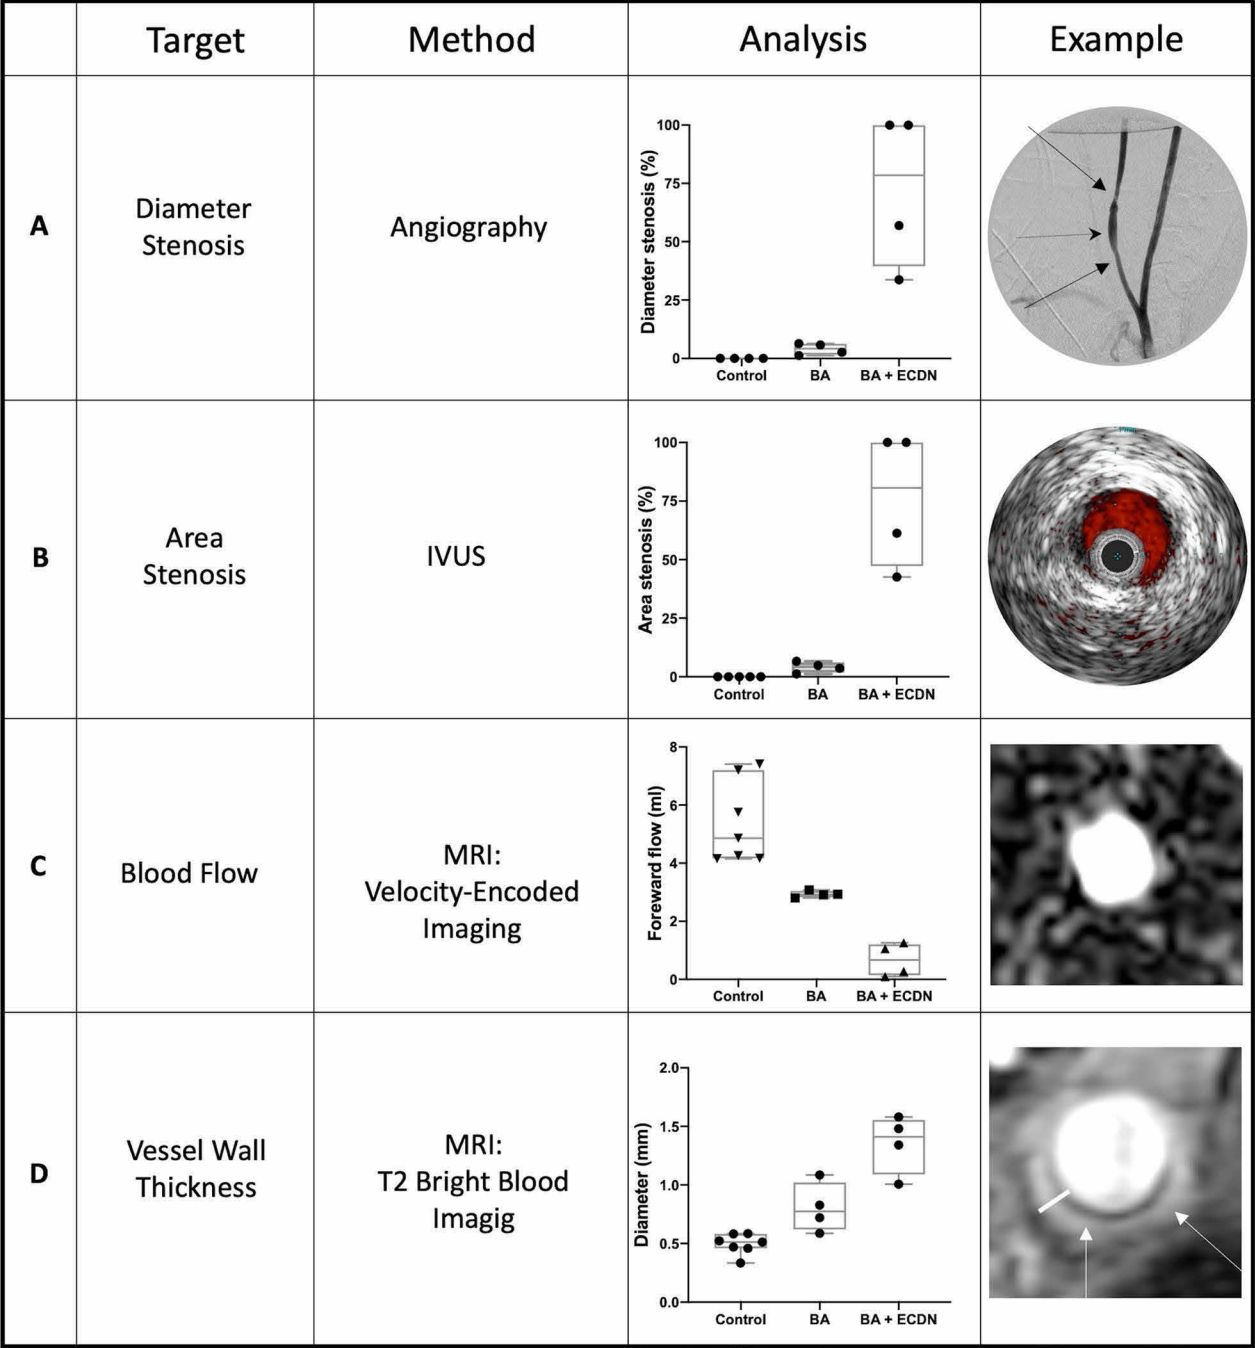 Target Method Analysis Example
A
Diameter
Stenosis
Angiography
Diameter stenosis (%)
100
75
50
25
0
Control BA BA + ECDN
B
Area
Stenosis
IVUS
Area stenosis (%)
100
75
50
25
0
Control BA BA + ECDN
C
Blood Flow
MRI:
Velocity-Encoded
Imaging
Foreward flow (ml)
8
6
4
2
0
Control BA BA + ECDN
D
Vessel Wall
Thickness
MRI:
T2 Bright Blood
Imagig
Diameter (mm)
2.0
1.5
1.0
0.5
0.0
Control BA BA + ECDN